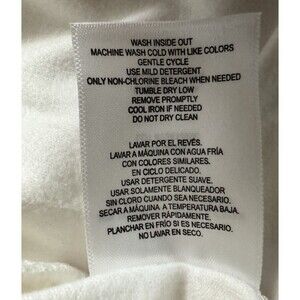 WASH INSIDE OUT
MACHINE WASH COLD WITH LIKE COLORS
GENTLE CYCLE
USE MILD DETERGENT
ONLY NON-CHLORINE BLEACH WHEN NEEDED
TUMBLE DRY LOW
REMOVE PROMPTLY
COOL IRON IF NEEDED
DO NOT DRY CLEAN
LAVAR POR EL REVÉS.
LAVAR A MÁQUINA CON AGUA FRÍA
CON COLORES SIMILARES.
EN CICLO DELICADO.
USAR DETERGENTE SUAVE.
USAR SOLAMENTE BLANQUEADOR
SIN CLORO CUANDO SEA NECESARIO.
SECAR A MÁQUINA A TEMPERATURA BAJA.
REMOVER RÁPIDAMENTE.
PLANCHAR EN FRÍO SI ES NECESARIO.
NO LAVAR EN SECO.